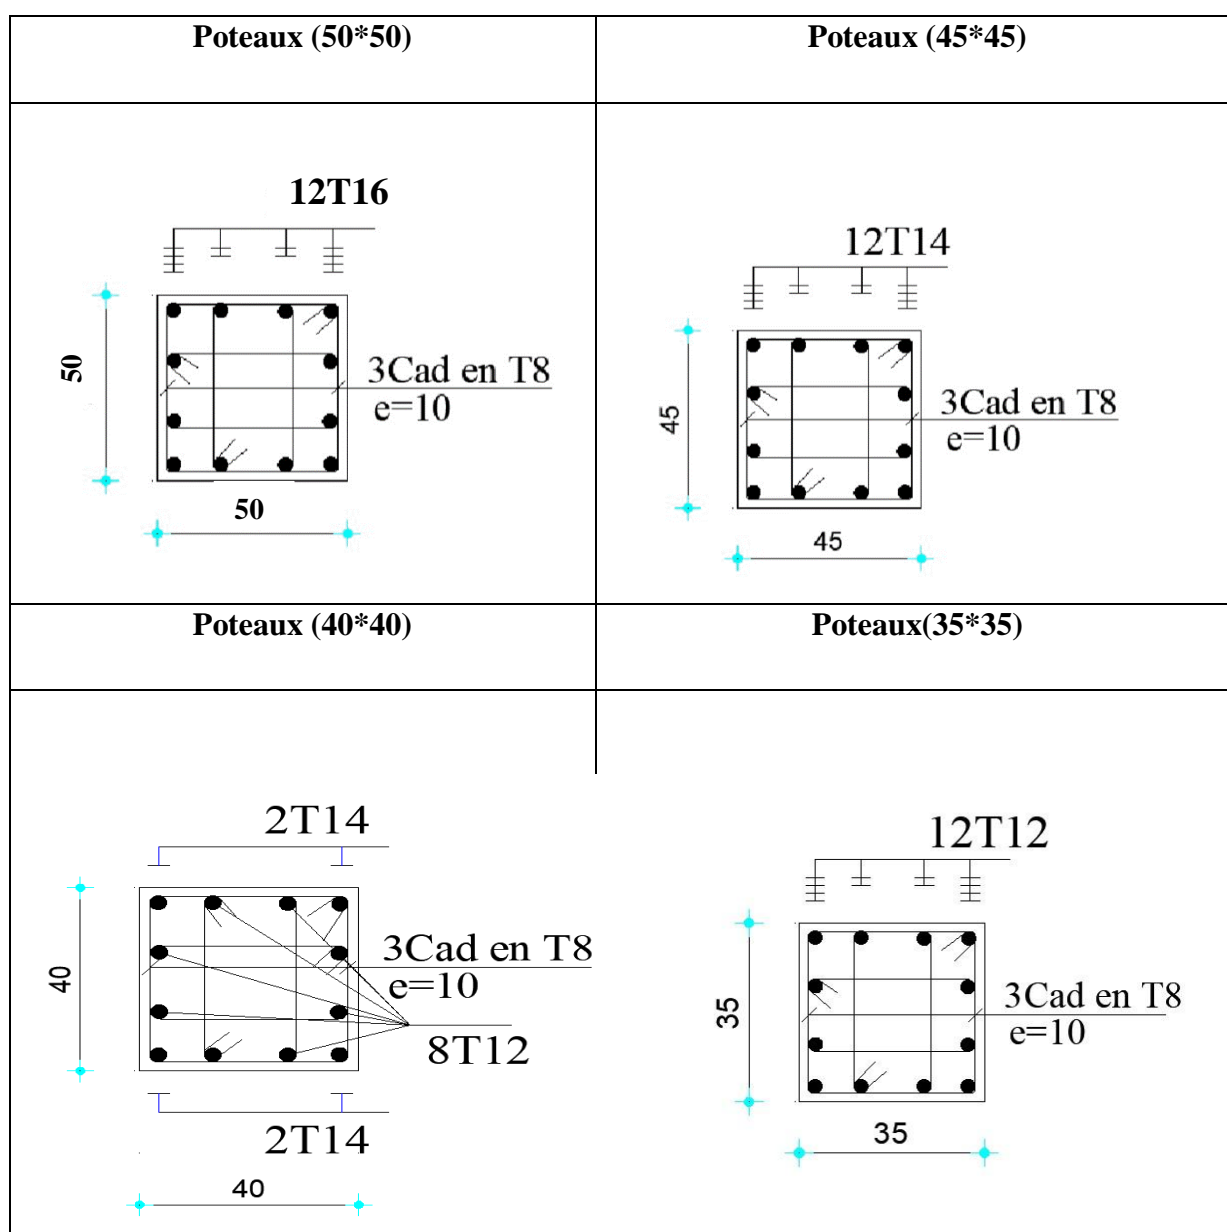 Poteaux (50*50)
Poteaux (45*45)
12T16
50
3Cad en T8
e=10
50
12T14
45
3Cad en T8
e=10
45
Poteaux (40*40)
Poteaux(35*35)
2T14
40
3Cad en T8
e=10
8T12
2T14
40
12T12
35
3Cad en T8
e=10
35